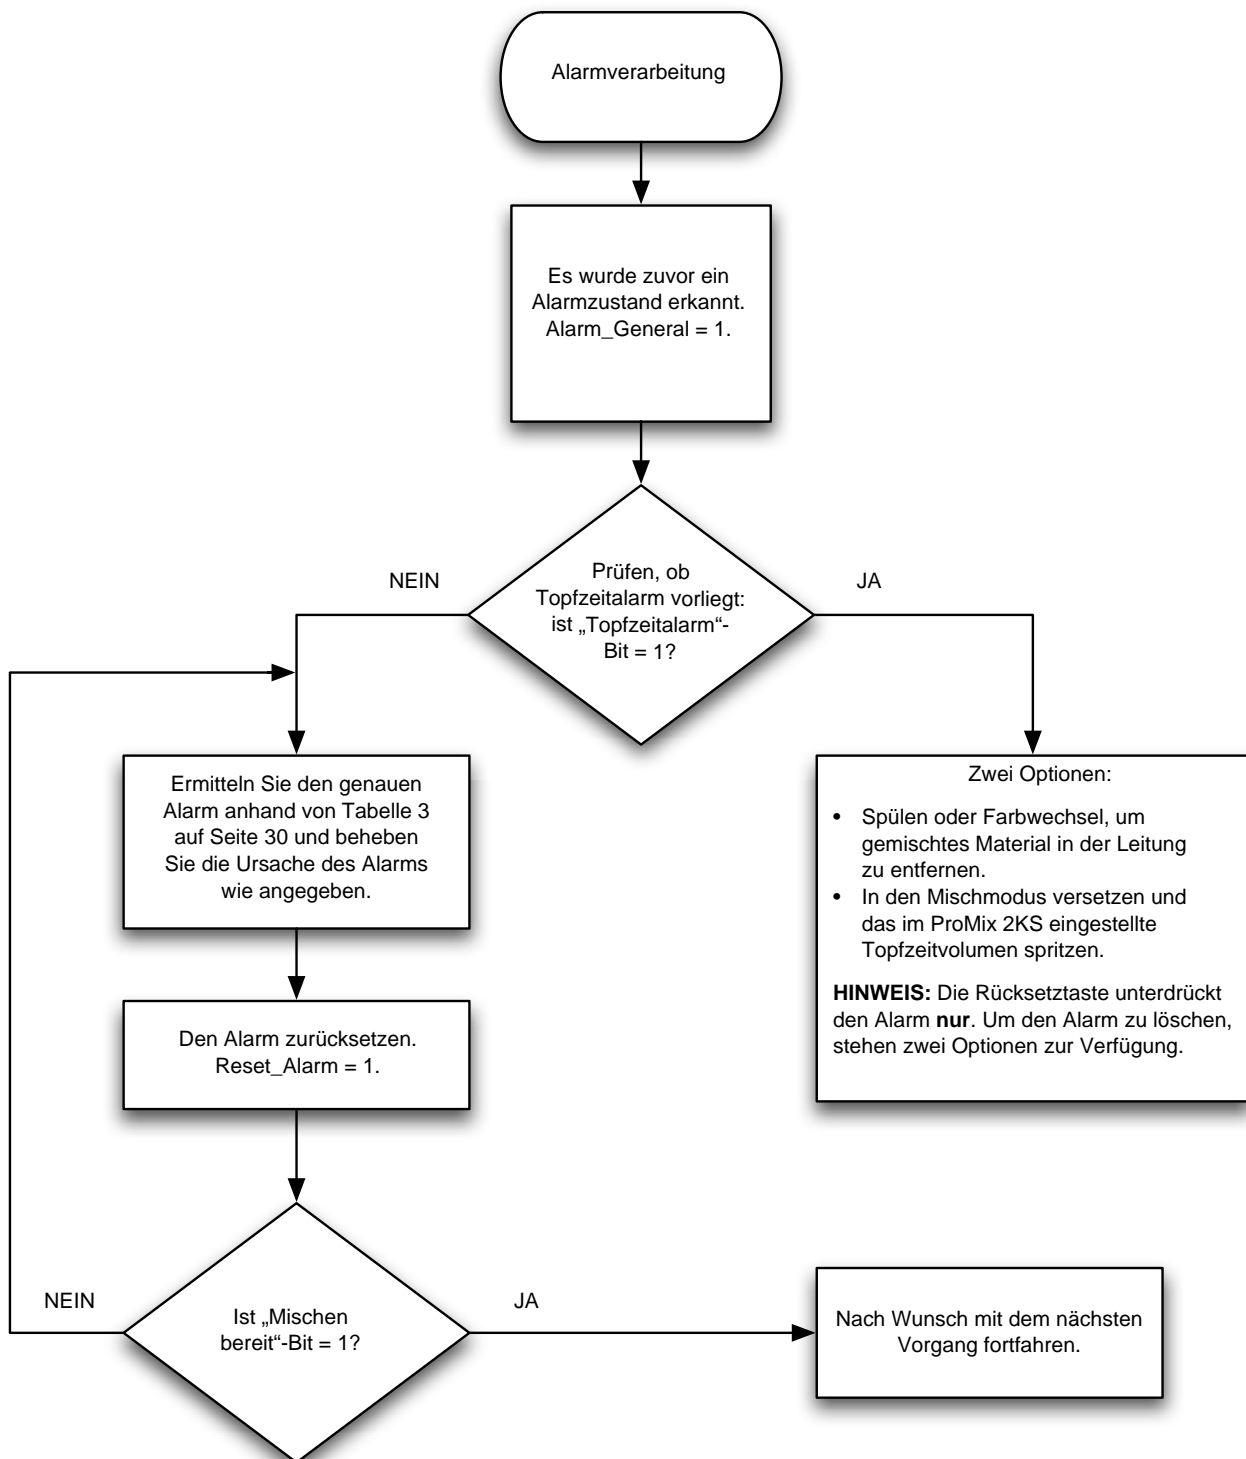 Alarmverarbeitung
Es wurde zuvor ein
Alarmzustand erkannt.
Alarm_General = 1.
NEIN
Prüfen, ob
Topfzeitalarm vorliegt:
ist „Topfzeitalarm“-
Bit = 1?
JA
Ermitteln Sie den genauen
Alarm anhand von Tabelle 3
auf Seite 30 und beheben
Sie die Ursache des Alarms
wie angegeben.
Zwei Optionen:
• Spülen oder Farbwechsel, um
gemischtes Material in der Leitung
zu entfernen.
• In den Mischmodus versetzen und
das im ProMix 2KS eingestellte
Topfzeitvolumen spritzen.
HINWEIS: Die Rücksetztaste unterdrückt
den Alarm nur. Um den Alarm zu löschen,
stehen zwei Optionen zur Verfügung.
Den Alarm zurücksetzen.
Reset_Alarm = 1.
NEIN
Ist „Mischen
bereit“-Bit = 1?
JA
Nach Wunsch mit dem nächsten
Vorgang fortfahren.